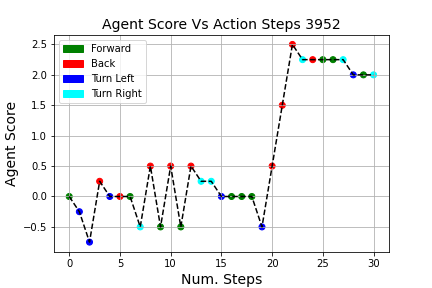 Agent Score Vs Action Steps 3952
Forward
Back
Turn Left
Turn Right
Agent Score
2.5
2.0
1.5
1.0
0.5
0.0
−0.5
0 5 10 15 20 25 30
Num. Steps